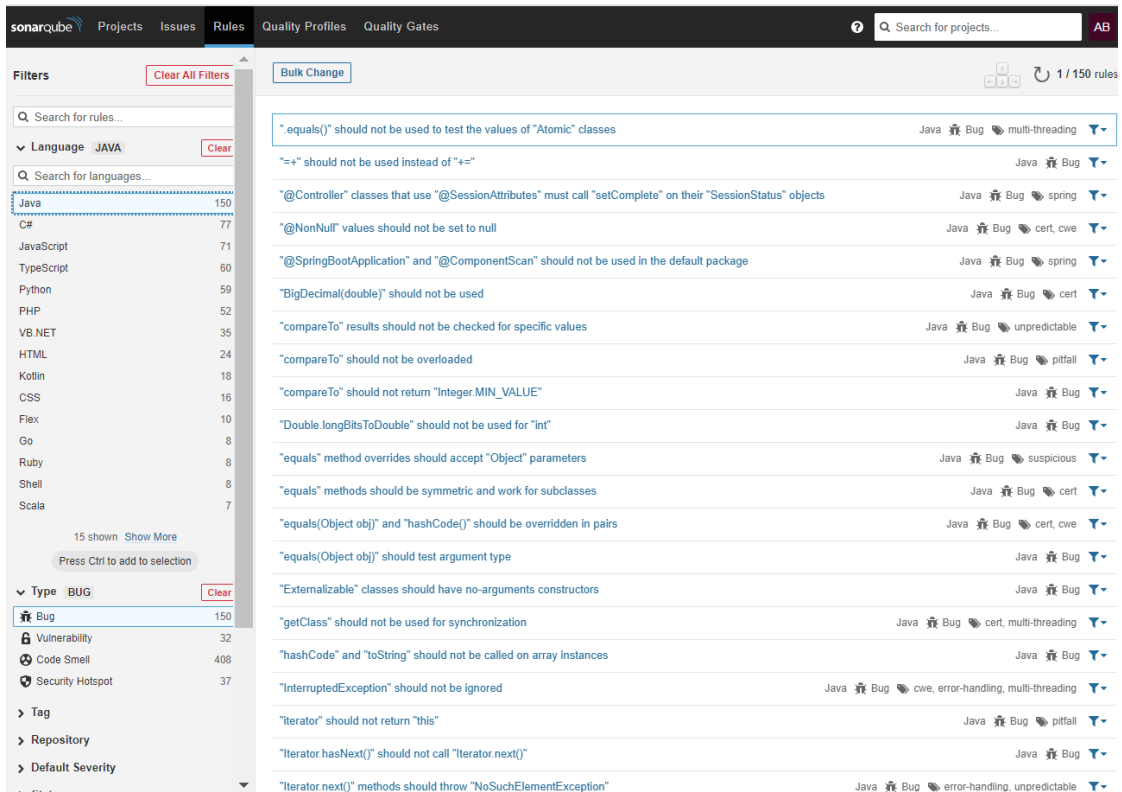 sonarqube Projects Issues Rules Quality Profiles Quality Gates ? Search for projects... AB
Filters Clear All Filters
Search for rules...
Language JAVA Clear
Search for languages...
Java 150
C# 77
JavaScript 71
TypeScript 60
Python 59
PHP 52
VB.NET 35
HTML 24
Kotlin 18
CSS 16
Flex 10
Go 8
Ruby 8
Shell 8
Scala 7
15 shown Show More
Press Ctrl to add to selection
Type BUG Clear
Bug 150
Vulnerability 32
Code Smell 408
Security Hotspot 37
Tag
Repository
Default Severity
Bulk Change 1 / 150 rules
".equals()" should not be used to test the values of "Atomic" classes Java Bug multi-threading
"=+" should not be used instead of "+=" Java Bug
"@Controller" classes that use "@SessionAttributes" must call "setComplete" on their "SessionStatus" objects Java Bug spring
"@NonNull" values should not be set to null Java Bug cert, cwe
"@SpringBootApplication" and "@ComponentScan" should not be used in the default package Java Bug spring
"BigDecimal(double)" should not be used Java Bug cert
"compareTo" results should not be checked for specific values Java Bug unpredictable
"compareTo" should not be overloaded Java Bug pitfall
"compareTo" should not return "Integer.MIN_VALUE" Java Bug
"Double.longBitsToDouble" should not be used for "int" Java Bug
"equals" method overrides should accept "Object" parameters Java Bug suspicious
"equals" methods should be symmetric and work for subclasses Java Bug cert
"equals(Object obj)" and "hashCode()" should be overridden in pairs Java Bug cert, cwe
"equals(Object obj)" should test argument type Java Bug
"Externalizable" classes should have no-arguments constructors Java Bug
"getClass" should not be used for synchronization Java Bug cert, multi-threading
"hashCode" and "toString" should not be called on array instances Java Bug
"InterruptedException" should not be ignored Java Bug cwe, error-handling, multi-threading
"iterator" should not return "this" Java Bug pitfall
"Iterator.hasNext()" should not call "Iterator.next()" Java Bug
"Iterator.next()" methods should throw "NoSuchElementException" Java Bug error-handling, unpredictable